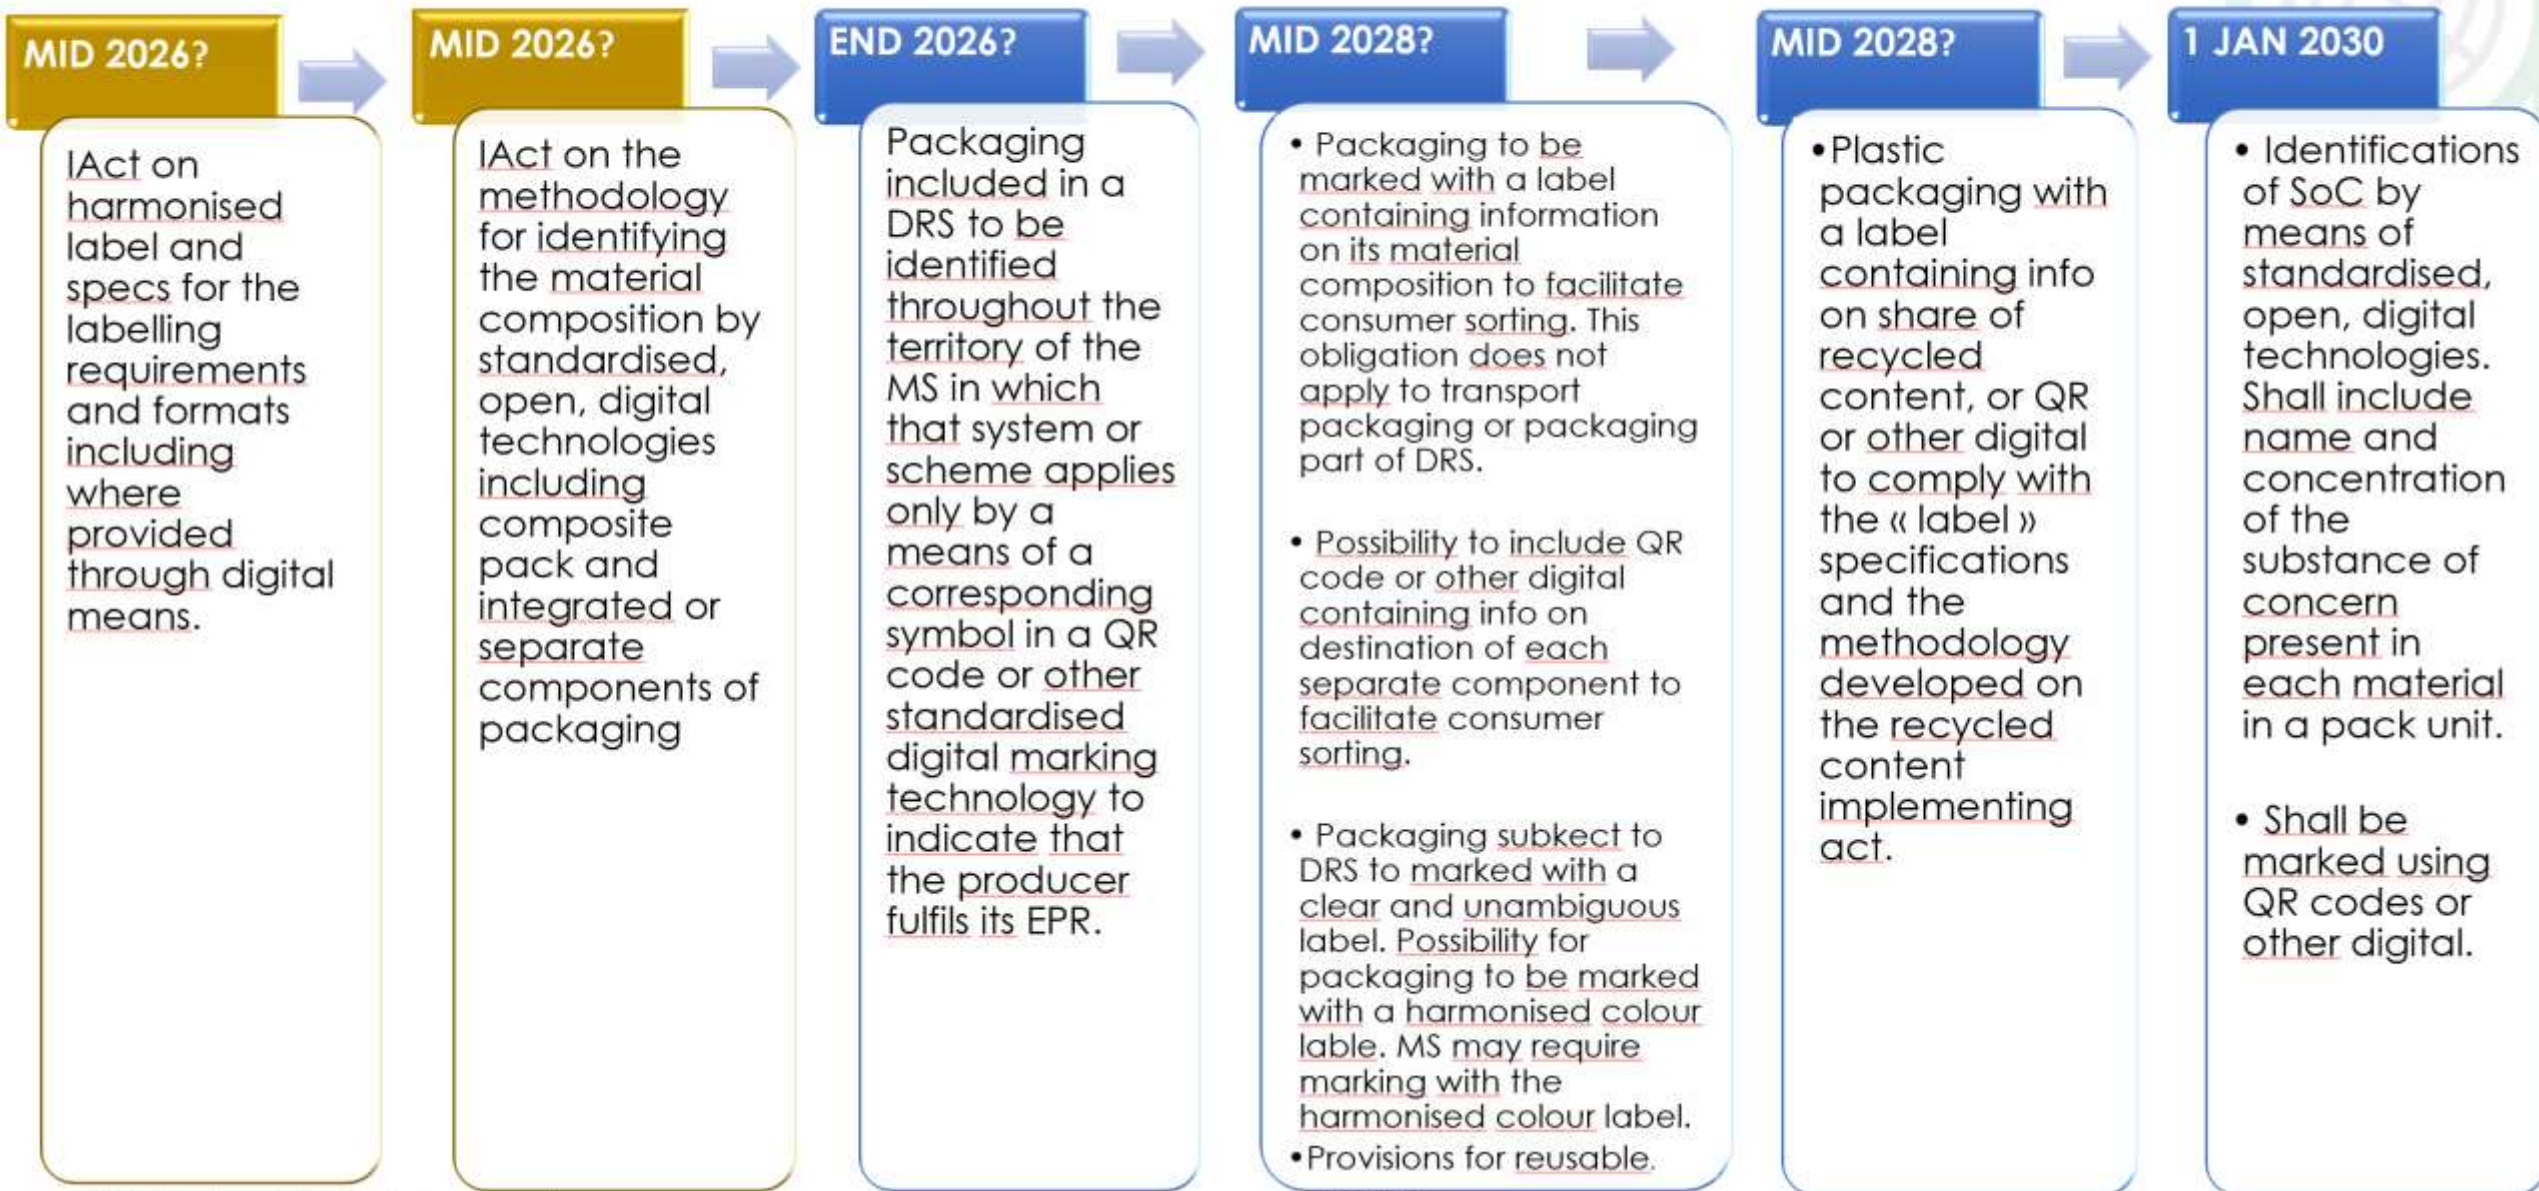 MID 2026?
IAct on
harmonised
label and
specs for the
labelling
requirements
and formats
including
where
provided
through digital
means.
MID 2026?
IAct on the
methodology
for identifying
the material
composition by
standardised,
open, digital
technologies
including
composite
pack and
integrated or
separate
components of
packaging
END 2026?
Packaging
included in a
DRS to be
identified
throughout the
territory of the
MS in which
that system or
scheme applies
only by a
means of a
corresponding
symbol in a QR
code or other
standardised
digital marking
technology to
indicate that
the producer
fulfils its EPR.
MID 2028?
• Packaging to be
marked with a label
containing information
on its material
composition to facilitate
consumer sorting. This
obligation does not
apply to transport
packaging or packaging
part of DRS.
• Possibility to include QR
code or other digital
containing info on
destination of each
separate component to
facilitate consumer
sorting.
• Packaging subkect to
DRS to marked with a
clear and unambiguous
label. Possibility for
packaging to be marked
with a harmonised colour
lable. MS may require
marking with the
harmonised colour label.
•Provisions for reusable.
MID 2028?
•Plastic
packaging with
a label
containing info
on share of
recycled
content, or QR
or other digital
to comply with
the « label »
specifications
and the
methodology
developed on
the recycled
content
implementing
act.
1 JAN 2030
• Identifications
of SoC by
means of
standardised,
open, digital
technologies.
Shall include
name and
concentration
of the
substance of
concern
present in
each material
in a pack unit.
• Shall be
marked using
QR codes or
other digital.